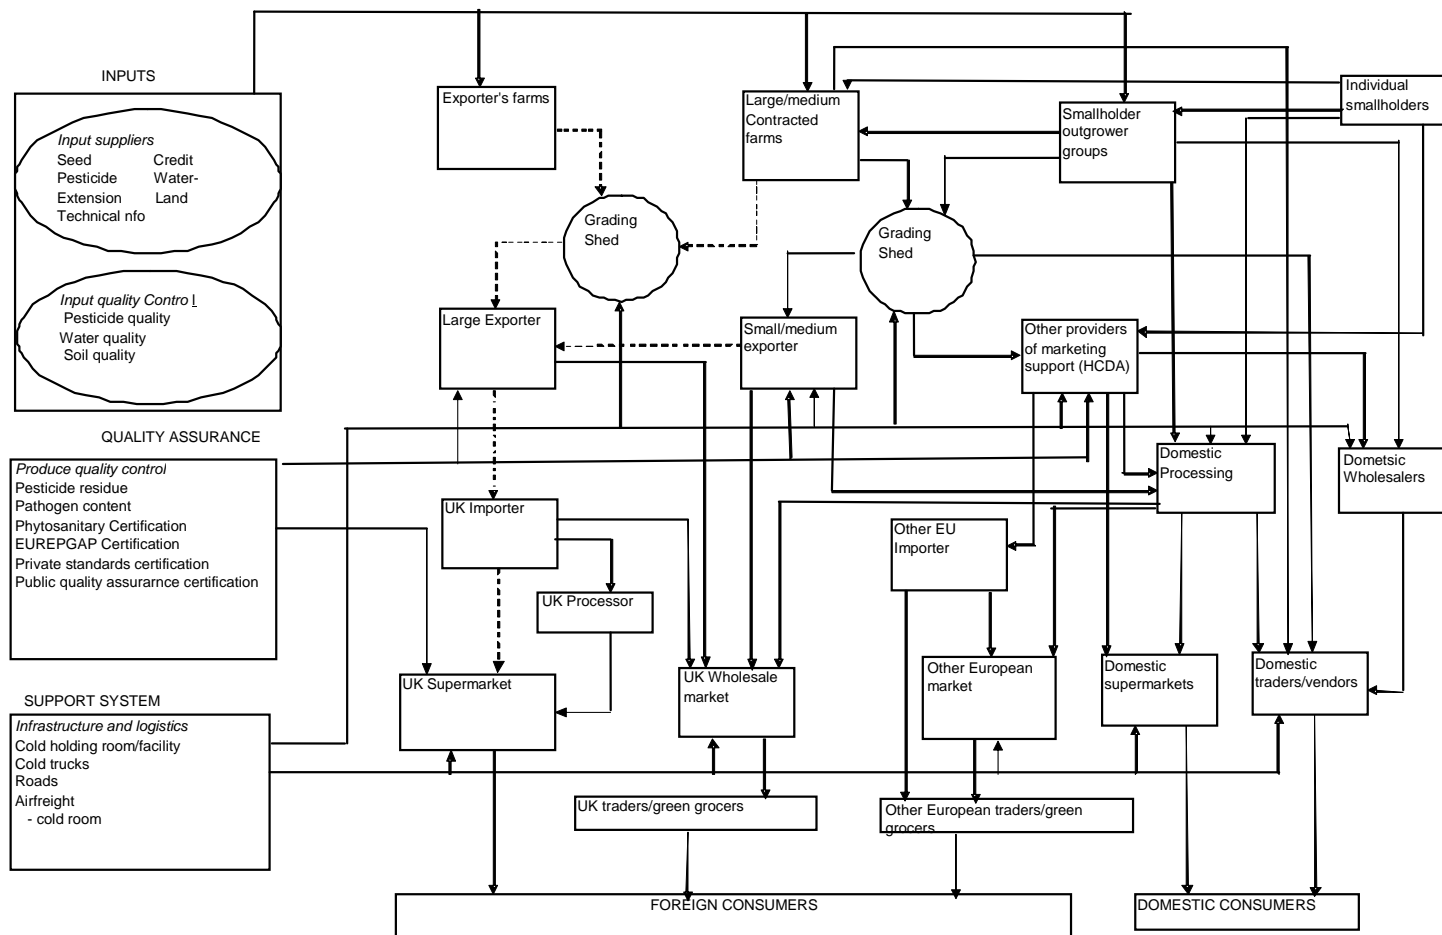 INPUTS
Input suppliers
Seed Credit
Pesticide Water-
Extension Land
Technical nfo
Input quality Contro l
Pesticide quality
Water quality
Soil quality
QUALITY ASSURANCE
Produce quality control
Pesticide residue
Pathogen content
Phytosanitary Certification
EUREPGAP Certification
Private standards certification
Public quality assurarnce certification
SUPPORT SYSTEM
Infrastructure and logistics
Cold holding room/facility
Cold trucks
Roads
Airfreight
- cold room
Exporter's farms
Large/medium
Contracted
farms
Smallholder
outgrower
groups
Individual
smallholders
Grading
Shed
Grading
Shed
Large Exporter
Small/medium
exporter
Other providers
of marketing
support (HCDA)
Domestic
Processing
Dometsic
Wholesalers
UK Importer
Other EU
Importer
UK Processor
UK Supermarket
UK Wholesale
market
Other European
market
Domestic
supermarkets
Domestic
traders/vendors
UK traders/green grocers
Other European traders/green
grocers
FOREIGN CONSUMERS
DOMESTIC CONSUMERS